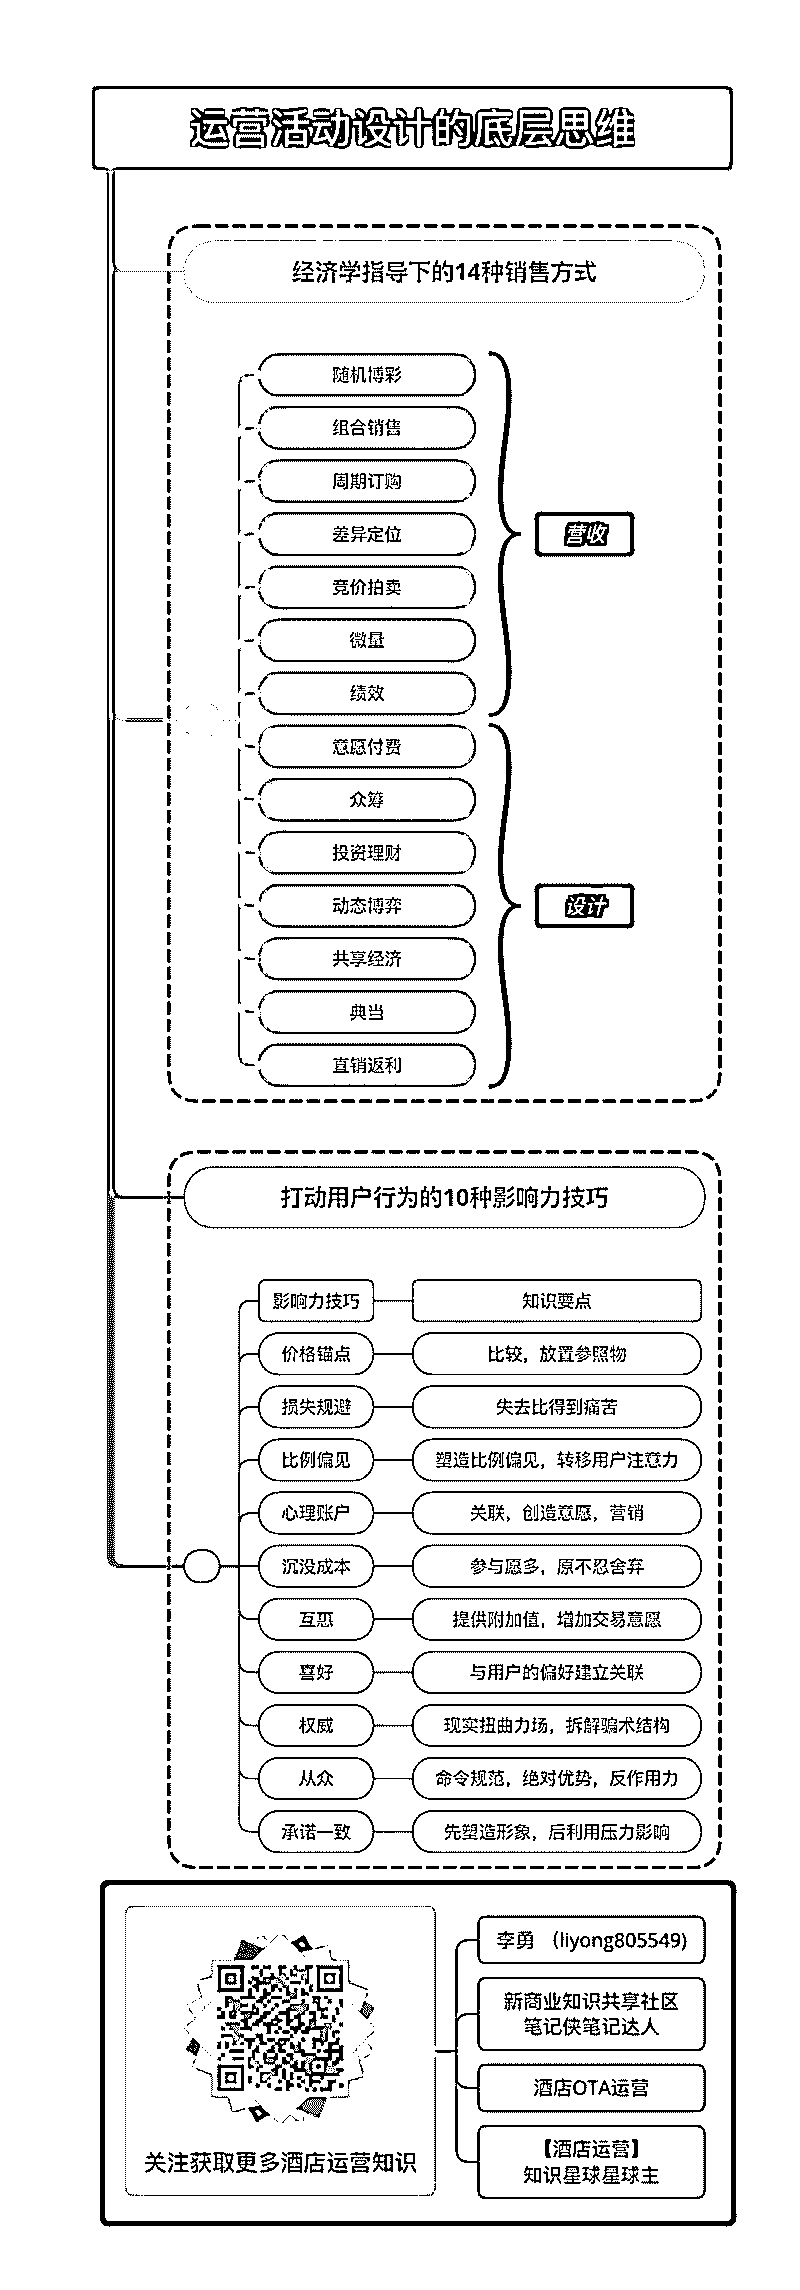 运营活动设计的底层思维
经济学指导下的14种销售方式
随机博彩
组合销售
周期订购
差异定位
竞价拍卖
微量
绩效
营收
意愿付费
众筹
投资理财
动态博弈
共享经济
典当
直销返利
设计
打动用户行为的10种影响力技巧
影响力技巧 知识要点
价格锚点 比较，放置参照物
损失规避 失去比得到痛苦
比例偏见 塑造比例偏见，转移用户注意力
心理账户 关联，创造意愿，营销
沉没成本 参与愿多，原不忍舍弃
互惠 提供附加值，增加交易意愿
喜好 与用户的偏好建立关联
权威 现实扭曲力场，拆解骗术结构
从众 命令规范，绝对优势，反作用力
承诺一致 先塑造形象，后利用压力影响
关注获取更多酒店运营知识
李勇 （liyong805549)
新商业知识共享社区
笔记侠笔记达人
酒店OTA运营
【酒店运营】
知识星球星球主